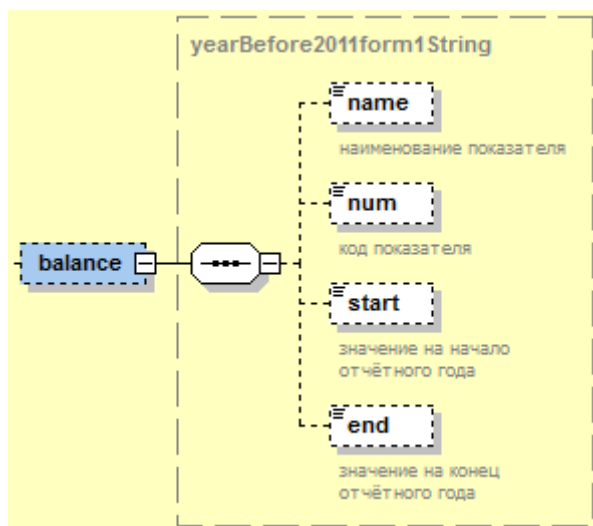 yearBefore2011form1String
name
наименование показателя
num
код показателя
balance
start
значение на начало
отчётного года
end
значение на конец
отчётного года